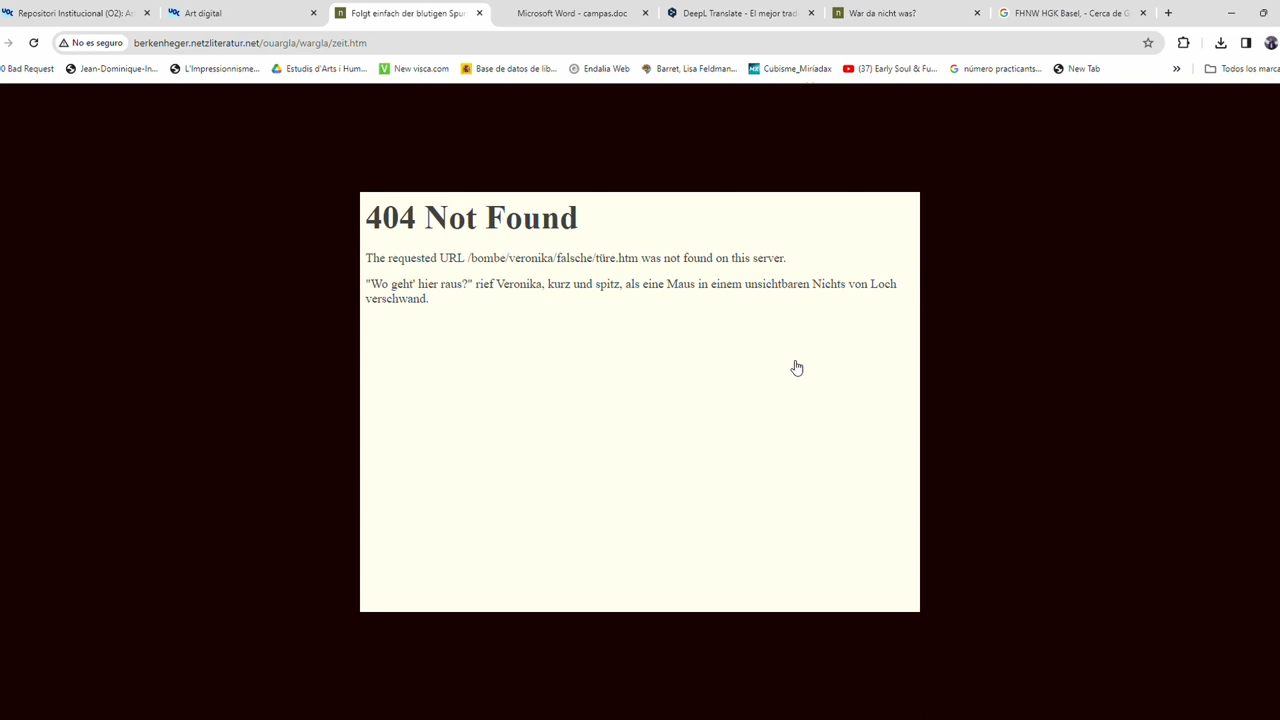 Repositori Institucional (O2): Ar
Art digital
Folgt einfach der blutigen Spur
Microsoft Word - campas.doc
DeepL Translate - El mejor trad
War da nicht was?
FHNW HGK Basel, - Cerca de G
No es seguro
berkenheger.netzliteratur.net/ouargla/wargla/zeit.htm
0 Bad Request
Jean-Dominique-In...
L'Impressionnisme...
Estudis d'Arts i Hum...
New visca.com
Base de datos de lib...
Endalia Web
Barret, Lisa Feldman...
Cubisme_Miríadax
(37) Early Soul & Fu...
número practicants...
New Tab
»
Todos los marca
404 Not Found
The requested URL /bombe/veronika/falsche/türe.htm was not found on this server.
"Wo geht' hier raus?" rief Veronika, kurz und spitz, als eine Maus in einem unsichtbaren Nichts von Loch
verschwand.